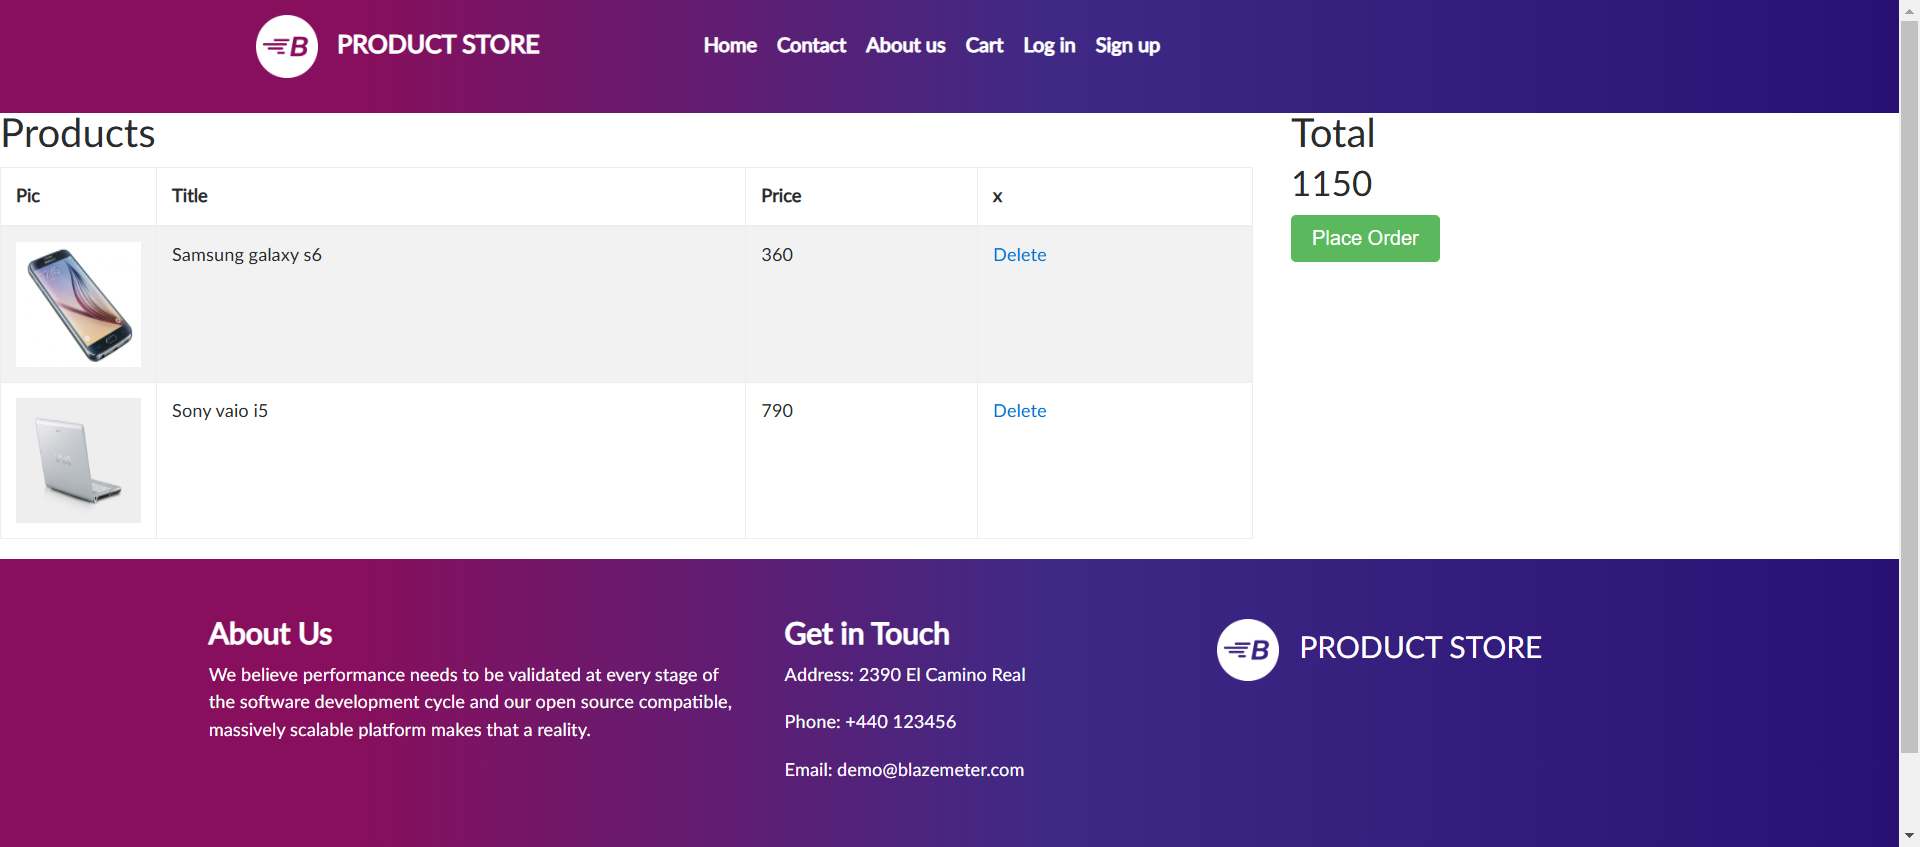 B PRODUCT STORE
Home Contact About us Cart Log in Sign up
Products
Pic Title Price x
Samsung galaxy s6 360 Delete
Sony vaio i5 790 Delete
Total
1150
Place Order
About Us
We believe performance needs to be validated at every stage of
the software development cycle and our open source compatible,
massively scalable platform makes that a reality.
Get in Touch
Address: 2390 El Camino Real
Phone: +440 123456
Email: demo@blazemeter.com
B PRODUCT STORE